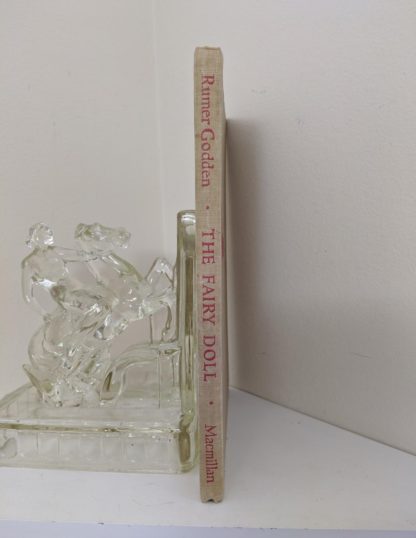 Rumer Godden · THE FAIRY DOLL · Macmillan